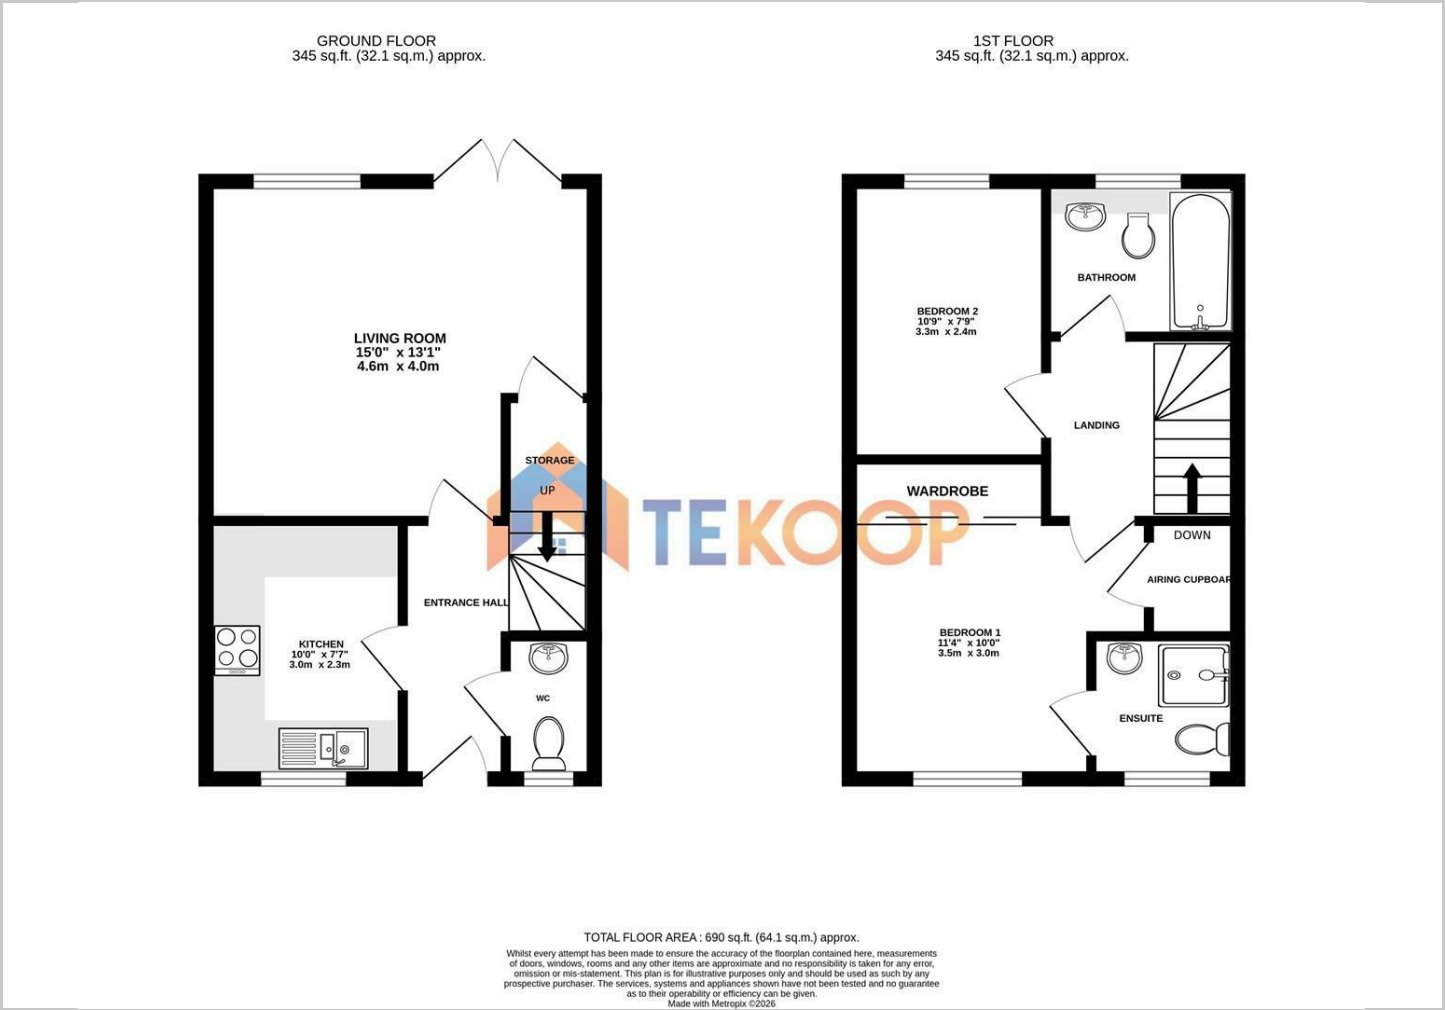 GROUND FLOOR
345 sq.ft. (32.1 sq.m.) approx.
1ST FLOOR
345 sq.ft. (32.1 sq.m.) approx.
LIVING ROOM
15'0" x 13'1"
4.6m x 4.0m
STORAGE
UP
ENTRANCE HALL
KITCHEN
10'0" x 7'7"
3.0m x 2.3m
WC
BEDROOM 2
10'9" x 7'9"
3.3m x 2.4m
BATHROOM
LANDING
WARDROBE
DOWN
AIRING CUPBOAR
BEDROOM 1
11'4" x 10'0"
3.5m x 3.0m
ENSUITE
TEKOOP
TOTAL FLOOR AREA : 690 sq.ft. (64.1 sq.m.) approx.
Whilst every attempt has been made to ensure the accuracy of the floorplan contained here, measurements
of doors, windows, rooms and any other items are approximate and no responsibility is taken for any error,
omission or mis-statement. This plan is for illustrative purposes only and should be used as such by any
prospective purchaser. The services, systems and appliances shown have not been tested and no guarantee
as to their operability or efficiency can be given.
Made with Metropix ©2026